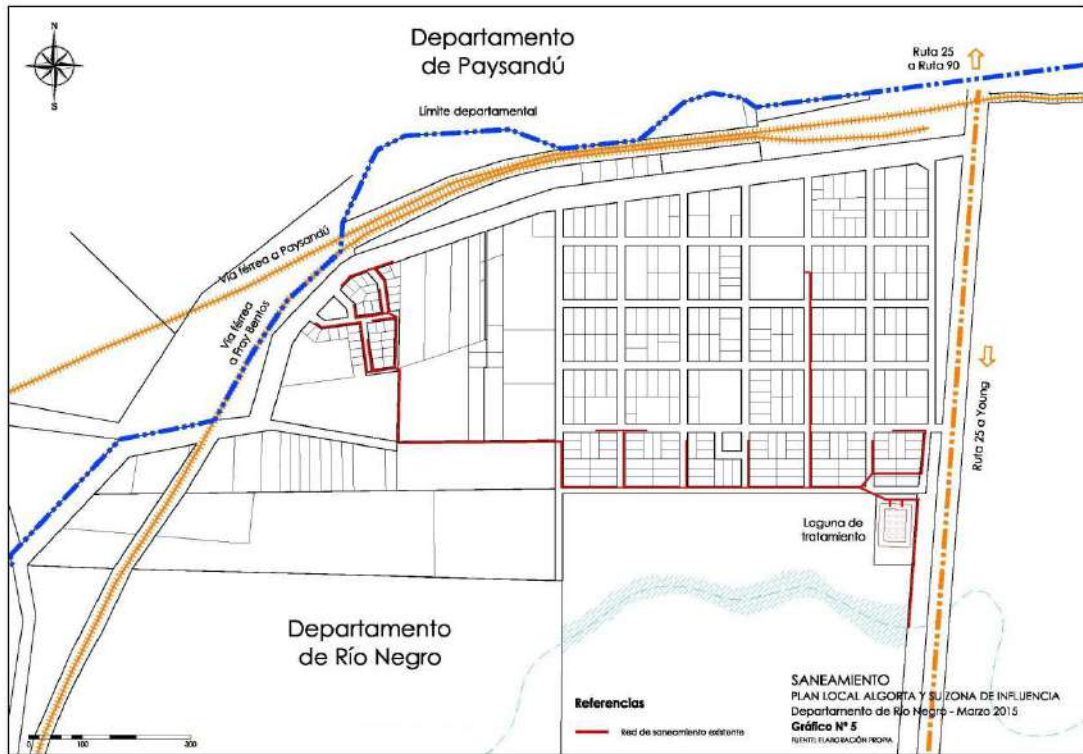 N
S
Departamento
de Paysandú
Ruta 25
a Ruta 90
Límite departamental
Vía férrea a Paysandú
Vía férrea
a Fray Bentos
Ruta 25 a Young
Laguna de
tratamiento
Departamento
de Río Negro
Referencias
Red de saneamiento existente
SANEAMIENTO
PLAN LOCAL ALGORTA Y SU ZONA DE INFLUENCIA
Departamento de Río Negro - Marzo 2015
Gráfico Nº 5
FUENTE: ELABORACIÓN PROPIA
0
100
300